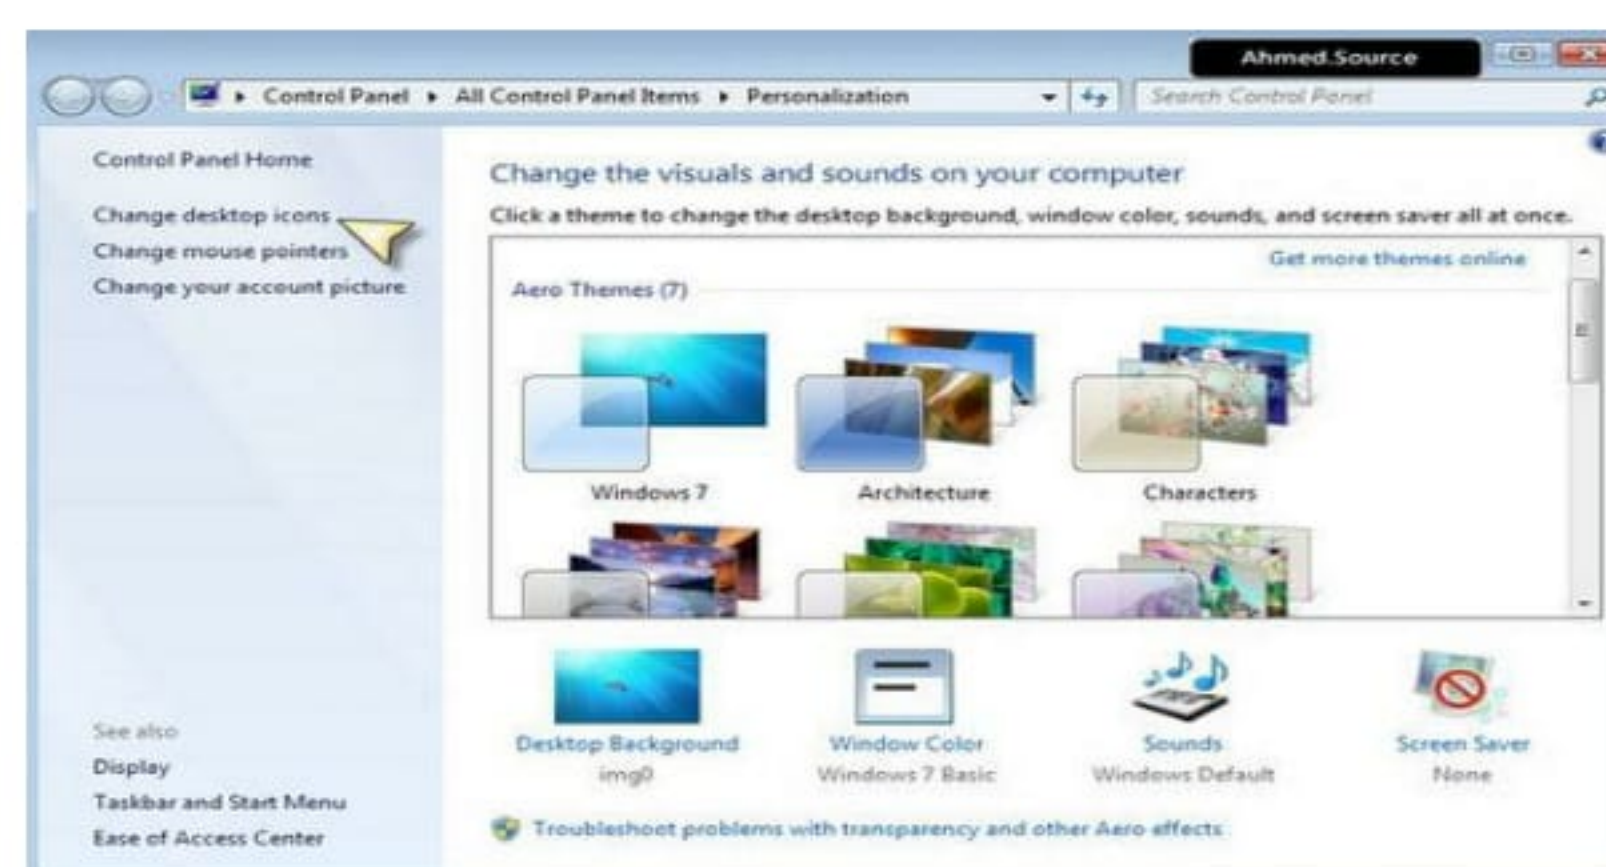 Ahmed.Source
Control Panel All Control Panel Items Personalization
Search Control Panel
Control Panel Home
Change desktop icons
Change mouse pointers
Change your account picture
See also
Display
Taskbar and Start Menu
Ease of Access Center
Change the visuals and sounds on your computer
Click a theme to change the desktop background, window color, sounds, and screen saver all at once.
Get more themes online
Aero Themes (7)
Windows 7
Architecture
Characters
Desktop Background
img0
Window Color
Windows 7 Basic
Sounds
Windows Default
Screen Saver
None
Troubleshoot problems with transparency and other Aero effects